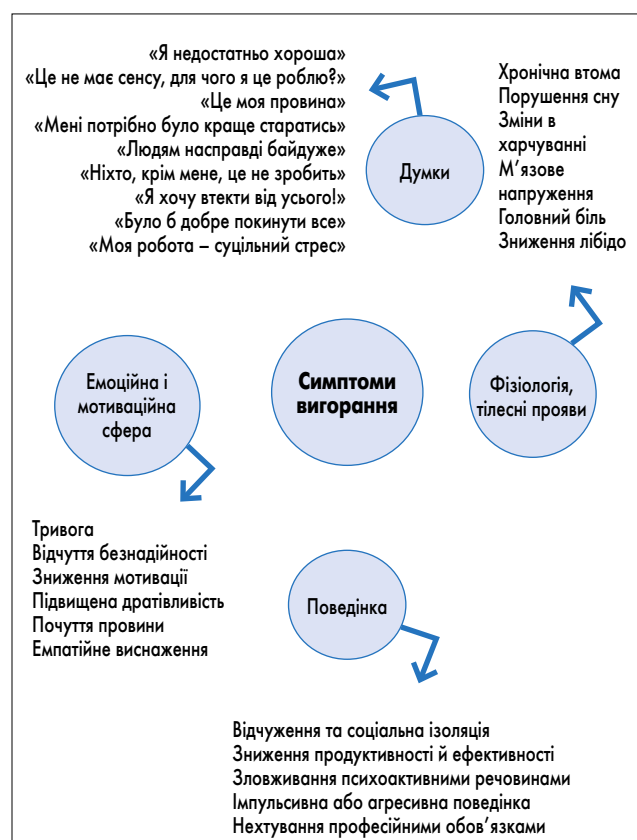 «Я недостатньо хороша»
«Це не має сенсу, для чого я це роблю?»
«Це моя провина»
«Мені потрібно було краще старатись»
«Людям насправді байдуже»
«Ніхто, крім мене, це не зробить»
«Я хочу втекти від усього!»
«Було б добре покинути все»
«Моя робота – суцільний стрес»
Думки
Хронічна втома
Порушення сну
Зміни в
харчуванні
М’язове
напруження
Головний біль
Зниження лібідо
Емоційна і
мотиваційна
сфера
Симптоми
вигорання
Фізіологія,
тілесні прояви
Тривога
Відчуття безнадійності
Зниження мотивації
Підвищена дратівливість
Почуття провини
Емпатійне виснаження
Поведінка
Відчуження та соціальна ізоляція
Зниження продуктивності й ефективності
Зловживання психоактивними речовинами
Імпульсивна або агресивна поведінка
Нехтування професійними обов’язками